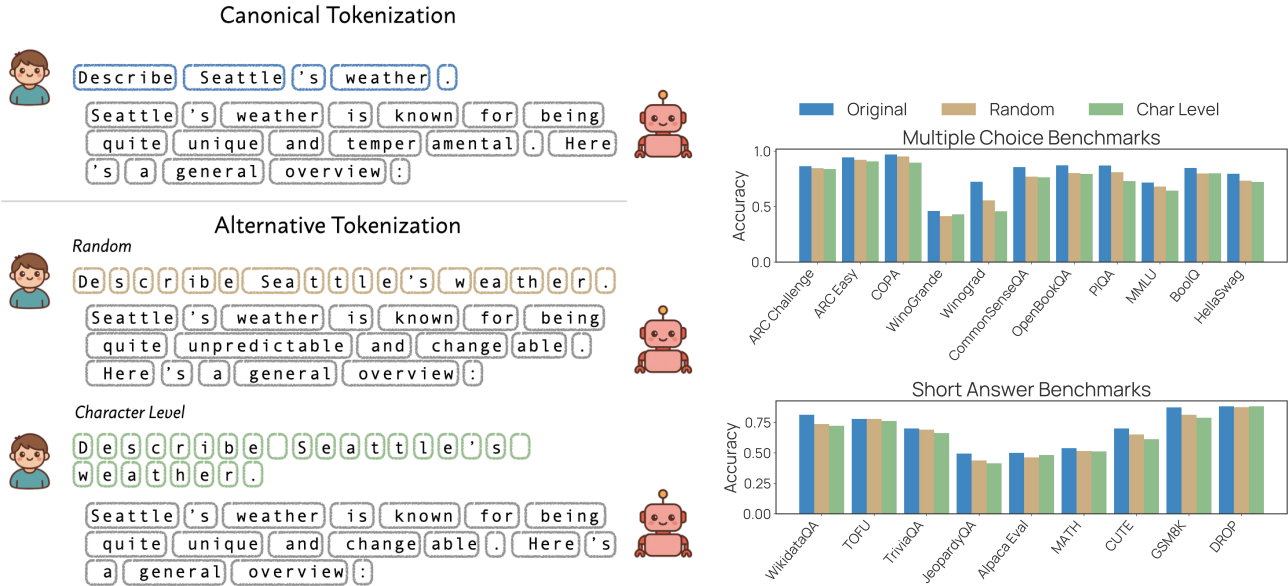 Canonical Tokenization
Describe Seattle's weather.
Seattle's weather is known for being
quite unique and temperamental. Here
's a general overview:
Alternative Tokenization
Random
Describe Seattle's weather.
Seattle's weather is known for being
quite unpredictable and changeable.
Here's a general overview:
Character Level
Describe Seattle's
weather.
Seattle's weather is known for being
quite unique and changeable. Here's
a general overview:
Original Random Char Level
Multiple Choice Benchmarks
Accuracy
1.0
0.5
0.0
ARC Challenge
ARC Easy
COPA
WinoGrande
Winograd
CommonSenseQA
OpenBookQA
PIQA
MMLU
BoolQ
HellaSwag
Short Answer Benchmarks
Accuracy
0.75
0.50
0.25
0.00
WikidataQA
TOFU
TriviaQA
JeopardyQA
Alpaca Eval
MATH
CUTE
GSM8K
DROP